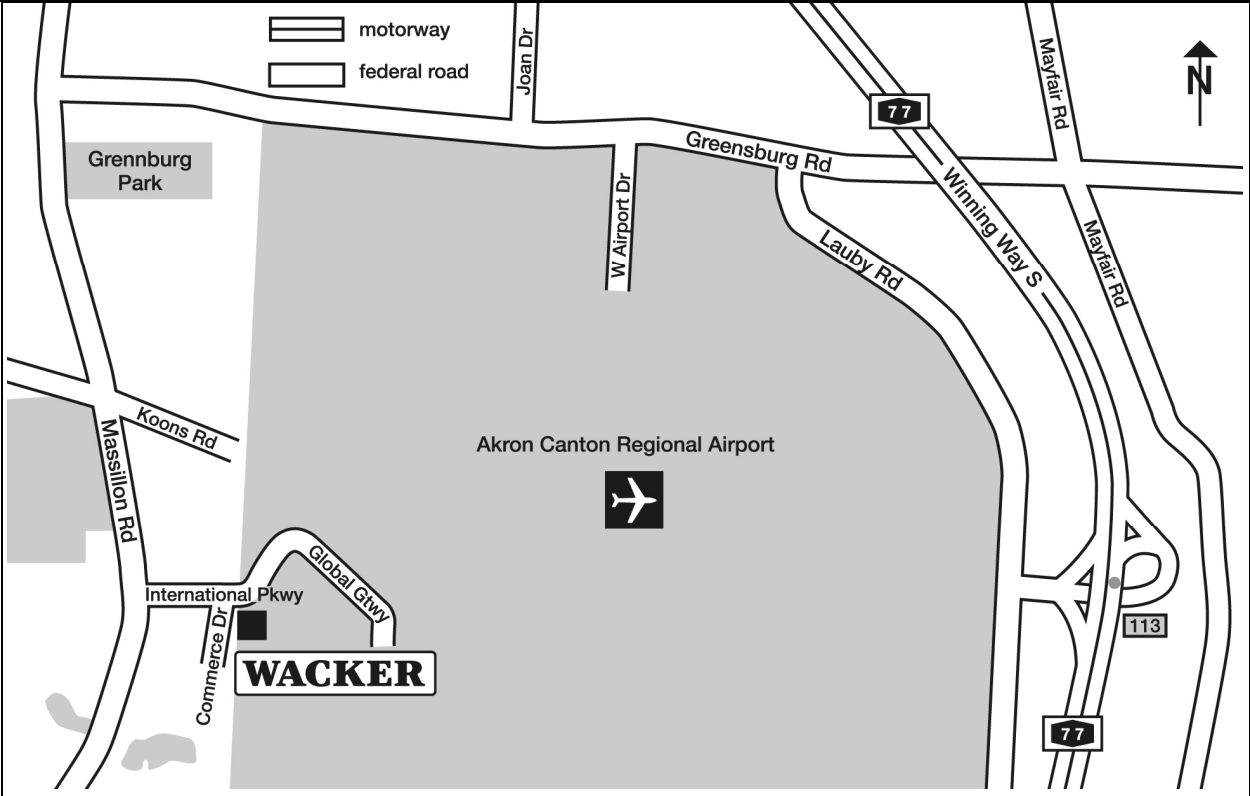 motorway
federal road
Joan Dr
Mayfair Rd
N
77
Greensburg Rd
Grennburg
Park
W Airport Dr
Winning Way S
Lauby Rd
Mayfair Rd
Koons Rd
Massillon Rd
Akron Canton Regional Airport
Global Gtwy
International Pkwy
Commerce Dr
113
WACKER
77